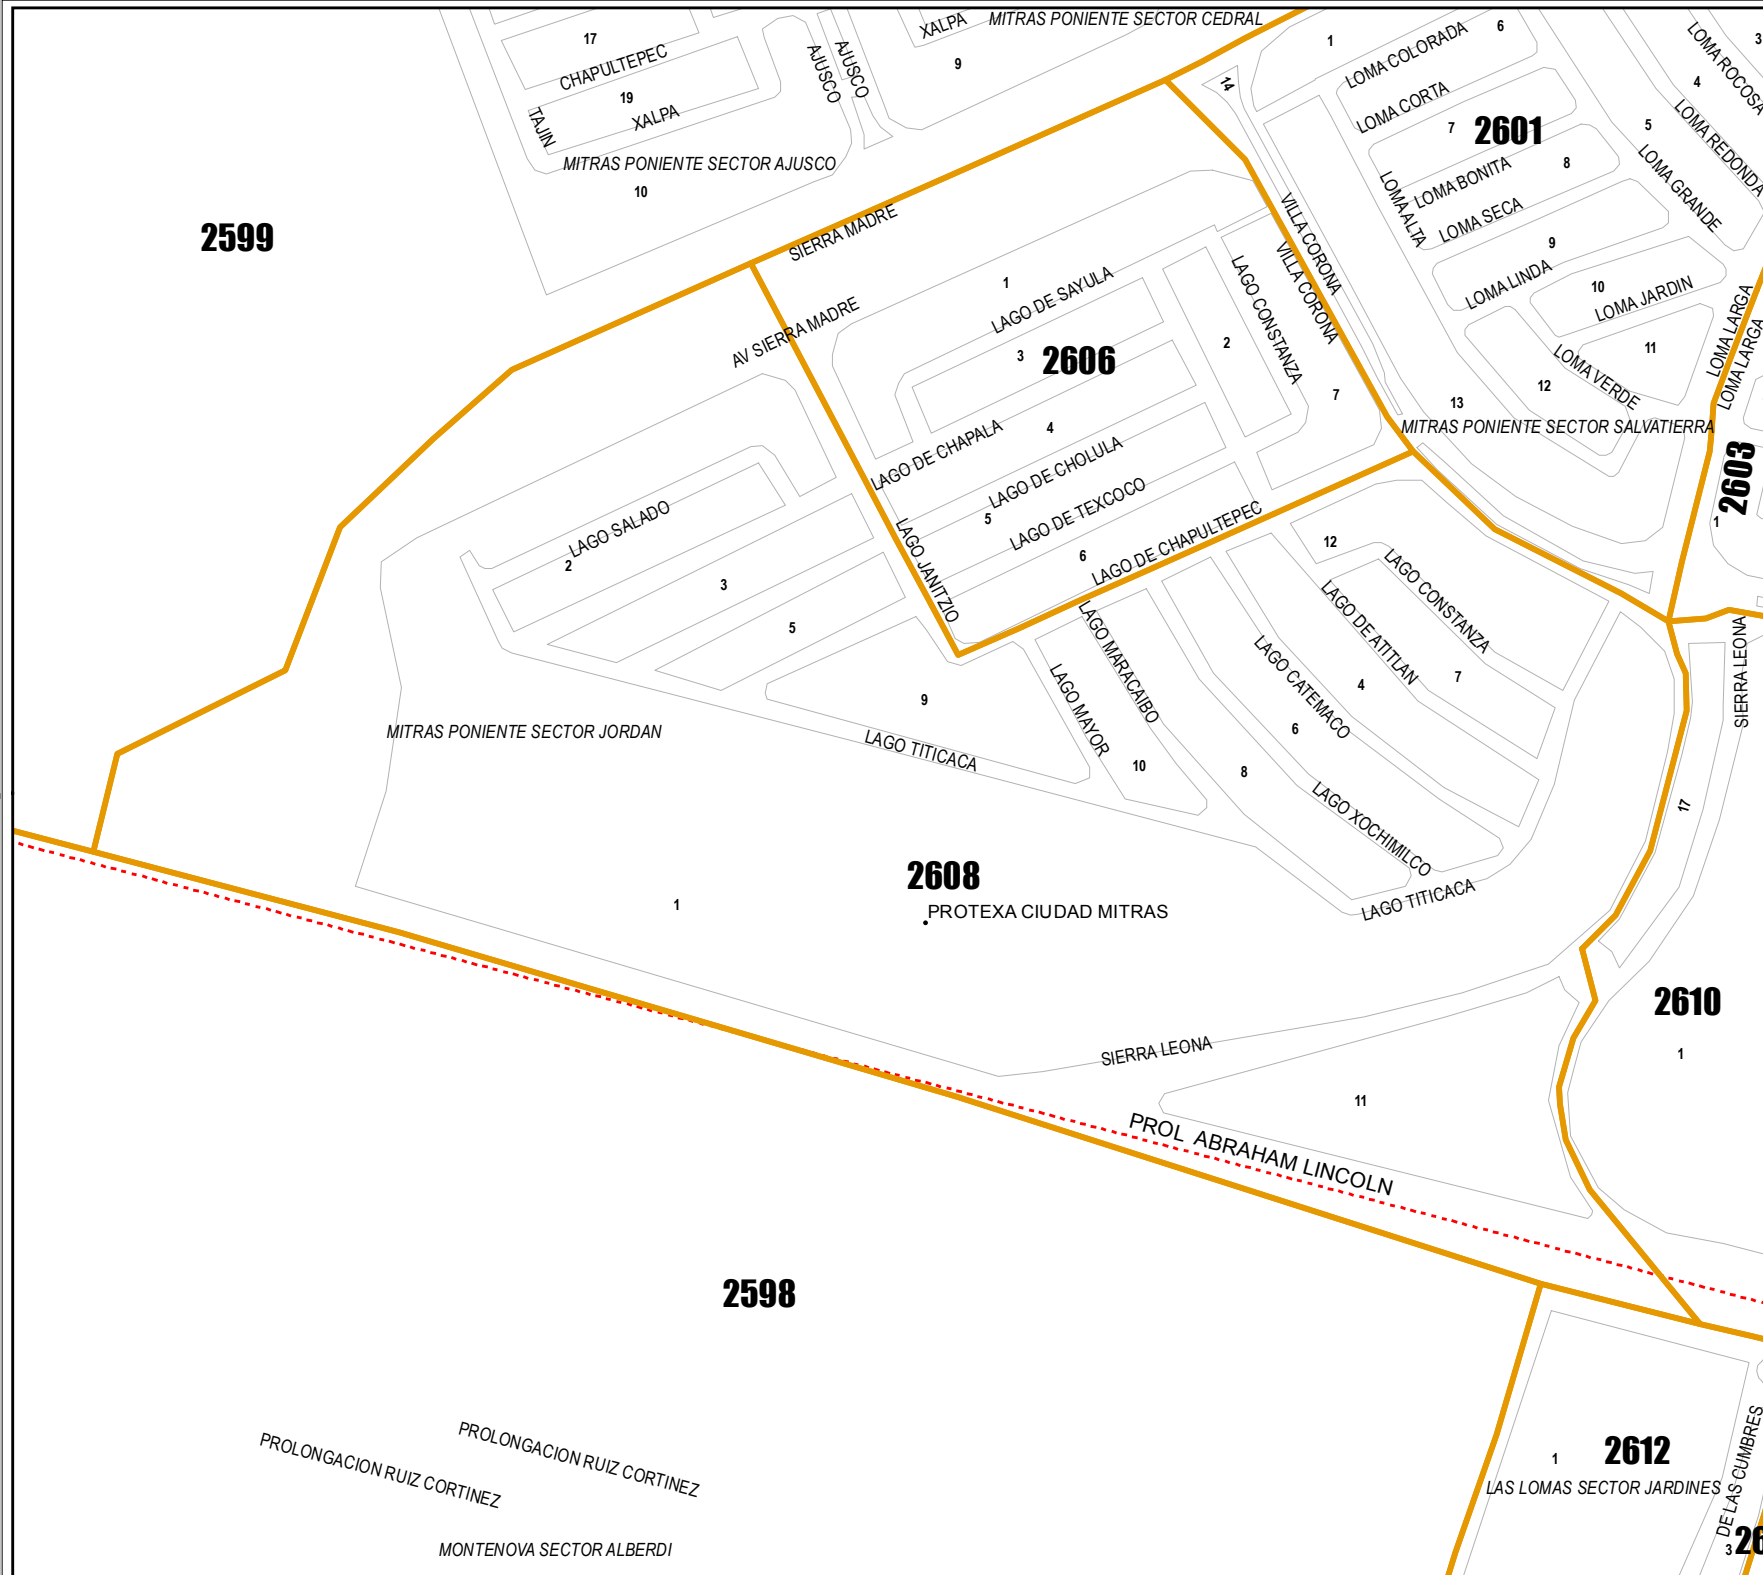 MITRAS PONIENTE SECTOR CEDRAL
XALPA
17
CHAPULTEPEC
AJUSCO
AJUSCO
9
19
XALPA
TAJIN
MITRAS PONIENTE SECTOR AJUSCO
10
2599
SIERRA MADRE
AV SIERRA MADRE
1
6
LOMA COLORADA
LOMA ROCOSA
3
4
14
LOMA CORTA
7
2601
5
LOMA REDONDA
LOMA BONITA
8
LOMA GRANDE
LOMA ALTA
LOMA SECA
9
LOMA LINDA
10
LOMA JARDIN
LOMA LARGA
LOMA LARGA
11
LOMA VERDE
12
13
MITRAS PONIENTE SECTOR SALVATIERRA
2603
1
VILLA CORONA
VILLA CORONA
1
LAGO DE SAYULA
LAGO CONSTANZA
3
2606
2
7
4
LAGO DE CHAPALA
LAGO DE CHOLULA
5
LAGO DE TEXCOCO
6
LAGO DE CHAPULTEPEC
LAGO JANITZIO
LAGO SALADO
2
3
5
9
MITRAS PONIENTE SECTOR JORDAN
LAGO TITICACA
LAGO MAYOR
LAGO MARACAIBO
10
12
LAGO CONSTANZA
LAGO DE ATITLAN
7
LAGO CATEMACO
4
6
8
LAGO XOCHIMILCO
LAGO TITICACA
SIERRA LEONA
17
2608
1
PROTEXA CIUDAD MITRAS
2610
1
SIERRA LEONA
11
PROL ABRAHAM LINCOLN
2598
PROLONGACION RUIZ CORTINEZ
PROLONGACION RUIZ CORTINEZ
MONTENOVA SECTOR ALBERDI
1
2612
LAS LOMAS SECTOR JARDINES
DE LAS CUMBRES
3
26